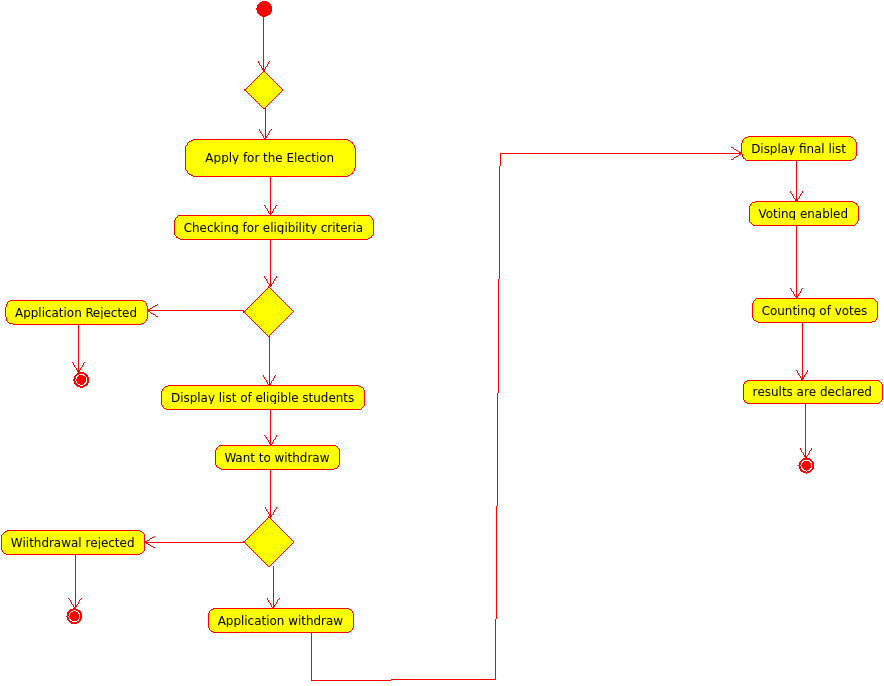 Apply for the Election
Checking for eligibility criteria
Application Rejected
Display list of eligible students
Want to withdraw
Wiithdrawal rejected
Application withdraw
Display final list
Voting enabled
Counting of votes
results are declared